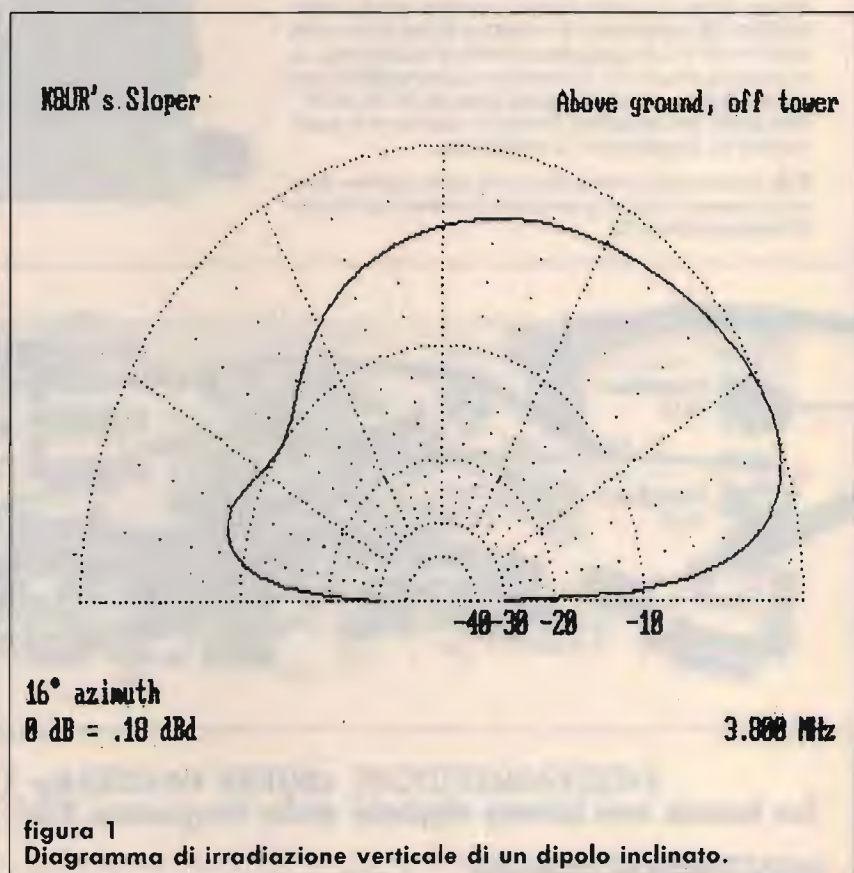 K8UR's Sloper
Above ground, off tower
-40 -30 -20 -10
16° azimuth
0 dB = .18 dBd
3.800 MHz
figura 1
Diagramma di irradiazione verticale di un dipolo inclinato.